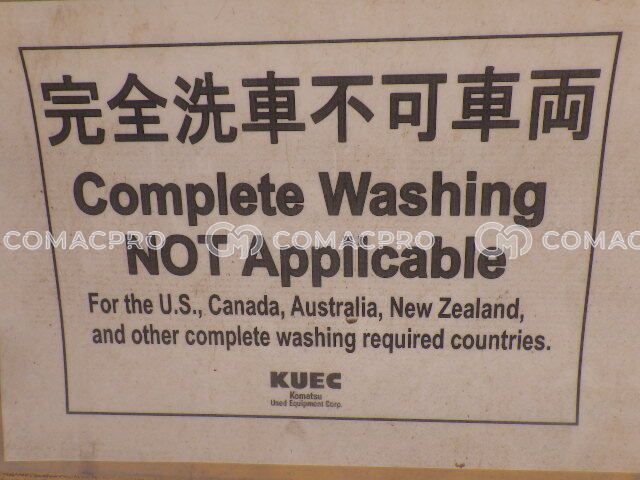 完全洗車不可車両
Complete Washing
COMACPRO COMACPRO COMACPRO
NOT Applicable
For the U.S., Canada, Australia, New Zealand,
and other complete washing required countries.
KUEC
Komatsu
Used Equipment Corp.